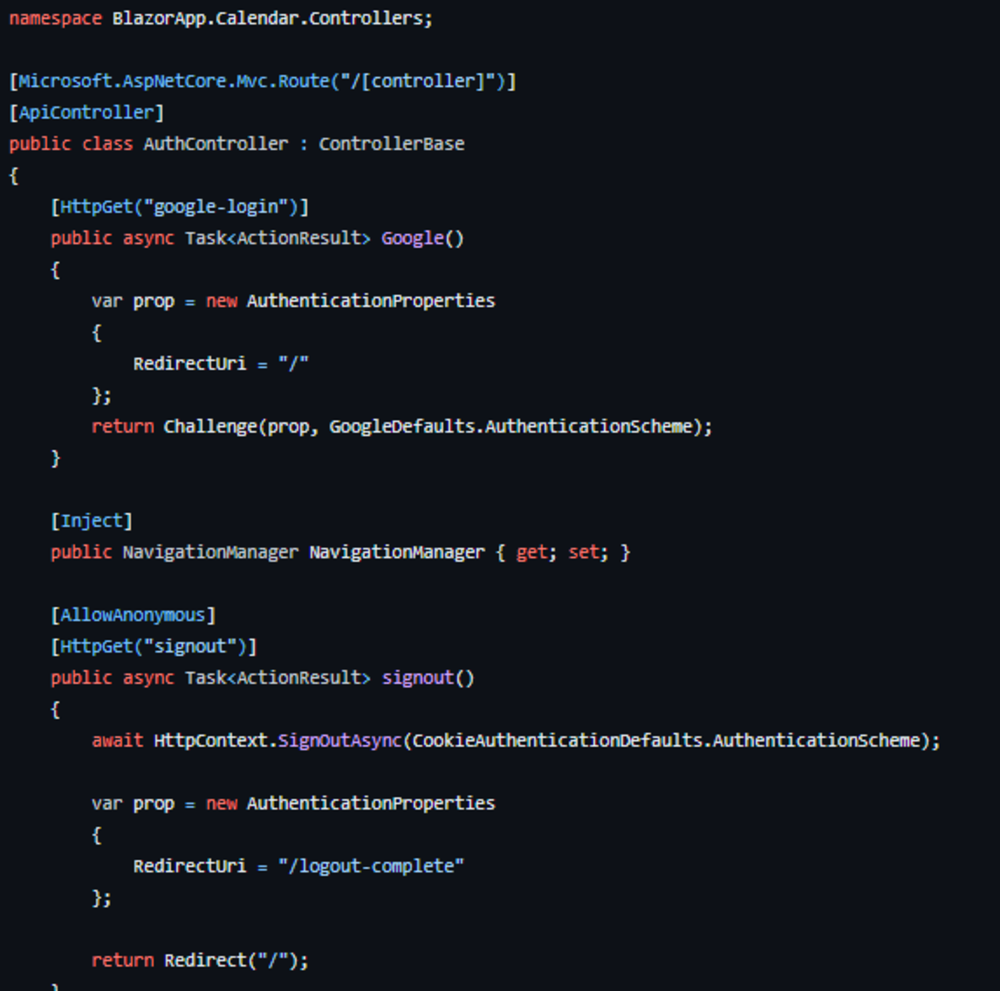 namespace BlazorApp.Calendar.Controllers;

[Microsoft.AspNetCore.Mvc.Route("/[controller]")]
[ApiController]
public class AuthController : ControllerBase
{
    [HttpGet("google-login")]
    public async Task<ActionResult> Google()
    {
        var prop = new AuthenticationProperties
        {
            RedirectUri = "/"
        };
        return Challenge(prop, GoogleDefaults.AuthenticationScheme);
    }

    [Inject]
    public NavigationManager NavigationManager { get; set; }

    [AllowAnonymous]
    [HttpGet("signout")]
    public async Task<ActionResult> signout()
    {
        await HttpContext.SignOutAsync(CookieAuthenticationDefaults.AuthenticationScheme);

        var prop = new AuthenticationProperties
        {
            RedirectUri = "/logout-complete"
        };

        return Redirect("/");
    }